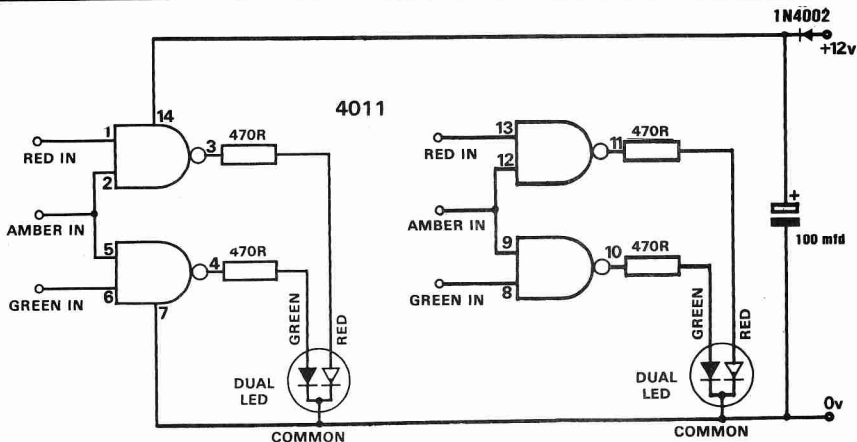 1N4002
+12v
14
4011
1
3
470R
RED IN
2
AMBER IN
5
4
470R
GREEN IN
6
7
GREEN
RED
DUAL
LED
COMMON
13
11
470R
RED IN
12
AMBER IN
9
10
470R
GREEN IN
8
GREEN
RED
DUAL
LED
COMMON
+
100 mfd
0v